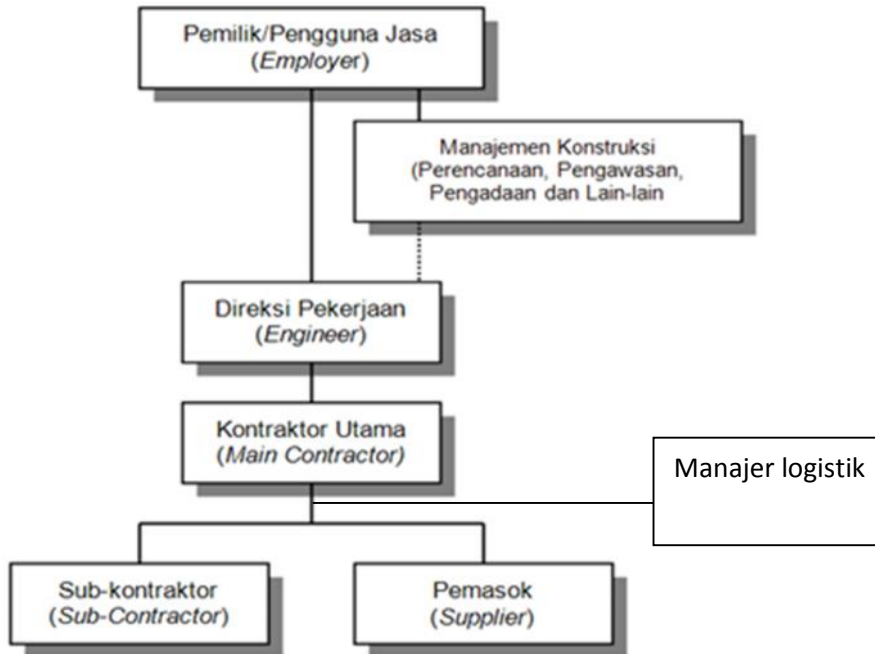 Pemilik/Pengguna Jasa
(Employer)
Manajemen Konstruksi
(Perencanaan, Pengawasan,
Pengadaan dan Lain-lain
Direksi Pekerjaan
(Engineer)
Kontraktor Utama
(Main Contractor)
Manajer logistik
Sub-kontraktor
(Sub-Contractor)
Pemasok
(Supplier)